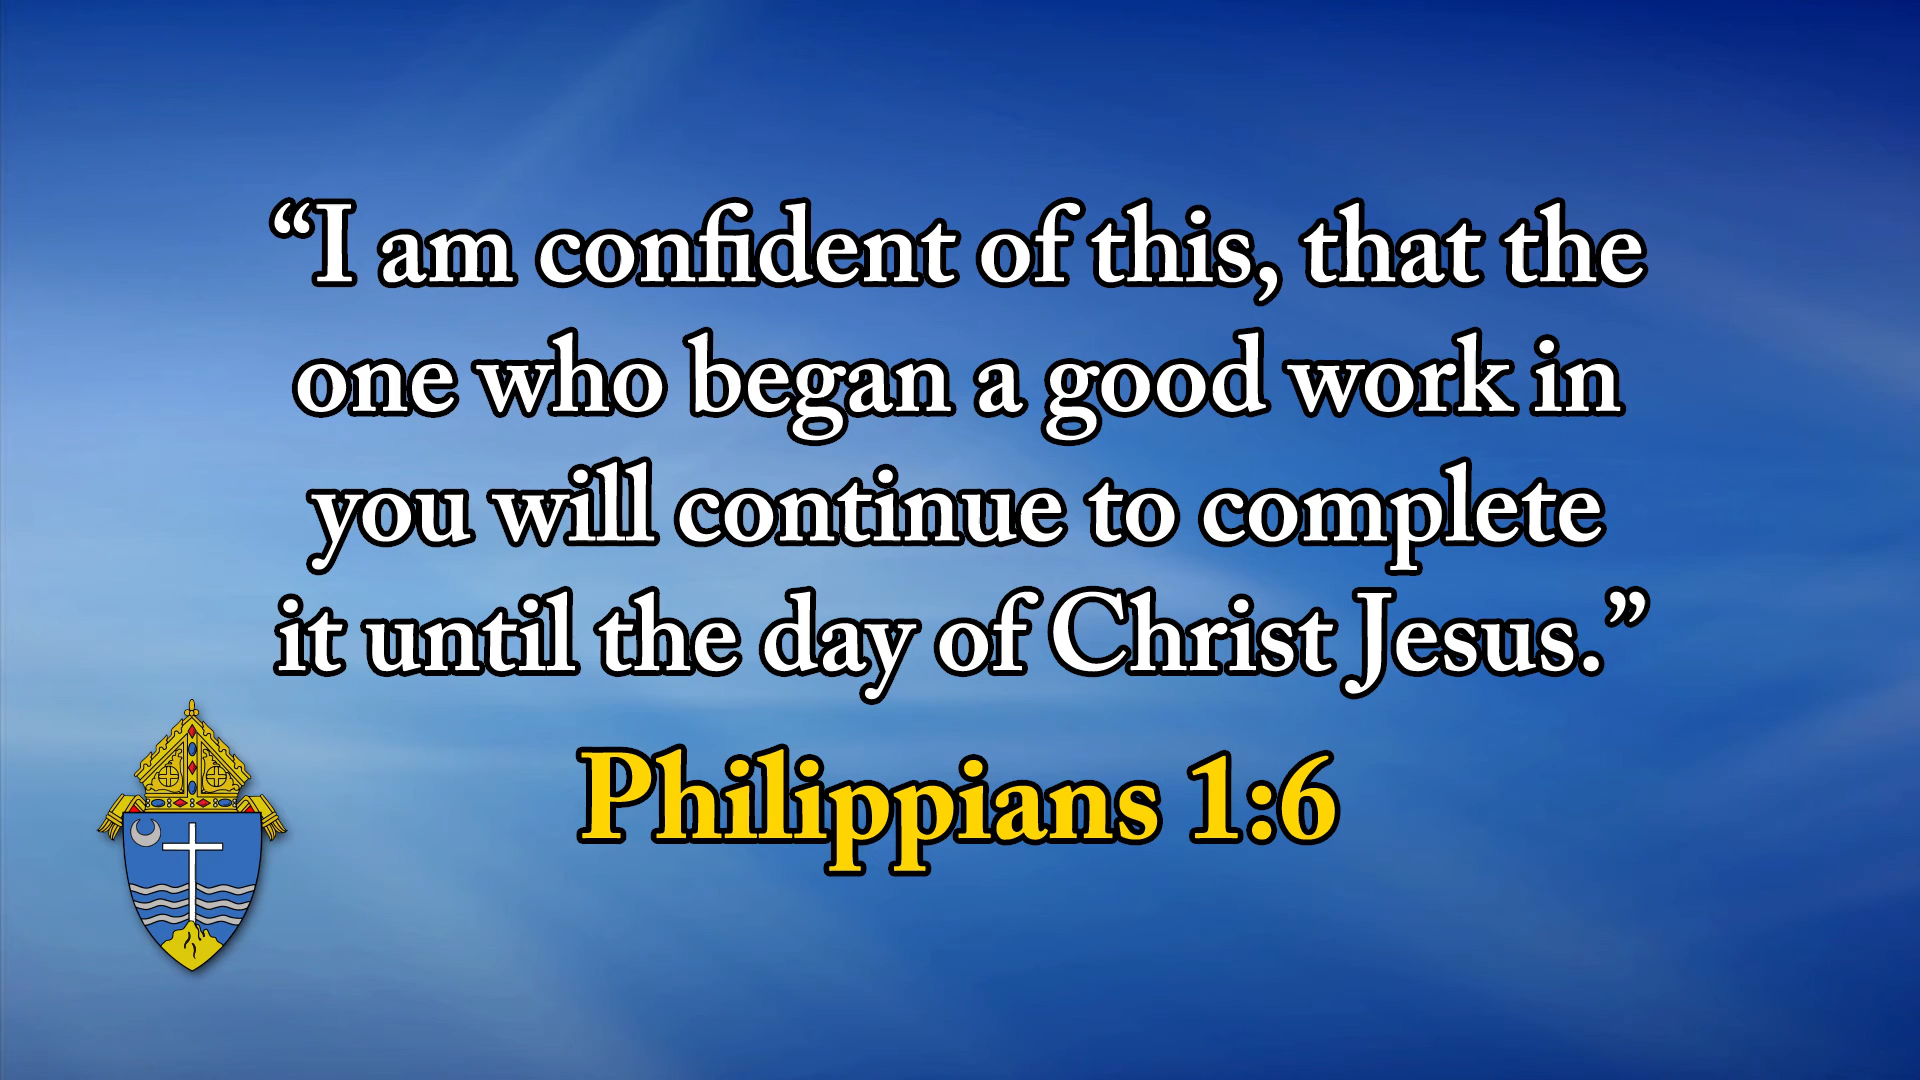 “I am confident of this, that the
one who began a good work in
you will continue to complete
it until the day of Christ Jesus.”
Philippians 1:6